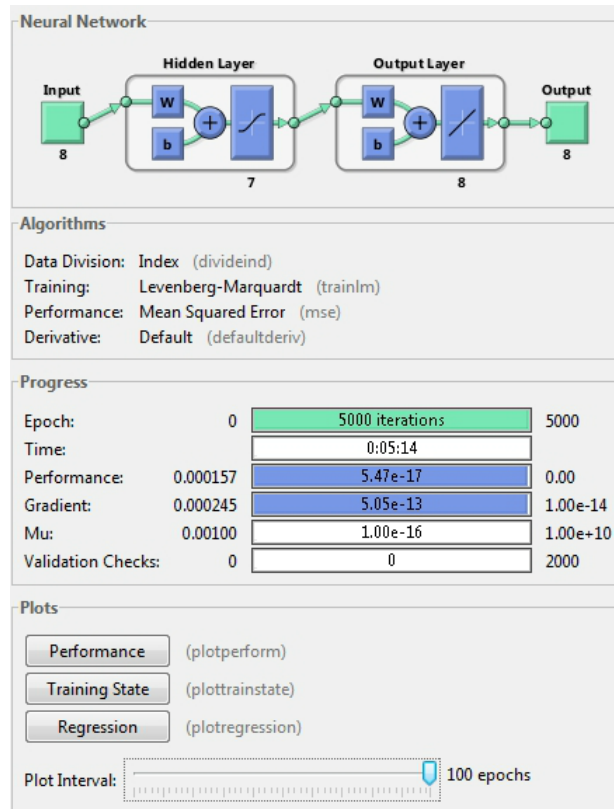 Neural Network
Hidden Layer Output Layer
Input Output
W W
b b
8 8
7 8
Algorithms
Data Division: Index (divideind)
Training: Levenberg-Marquardt (trainlm)
Performance: Mean Squared Error (mse)
Derivative: Default (defaultderiv)
Progress
Epoch: 0 5000 iterations 5000
Time: 0:05:14
Performance: 0.000157 5.47e-17 0.00
Gradient: 0.000245 5.05e-13 1.00e-14
Mu: 0.00100 1.00e-16 1.00e+10
Validation Checks: 0 0 2000
Plots
Performance (plotperform)
Training State (plottrainstate)
Regression (plotregression)
Plot Interval: 100 epochs